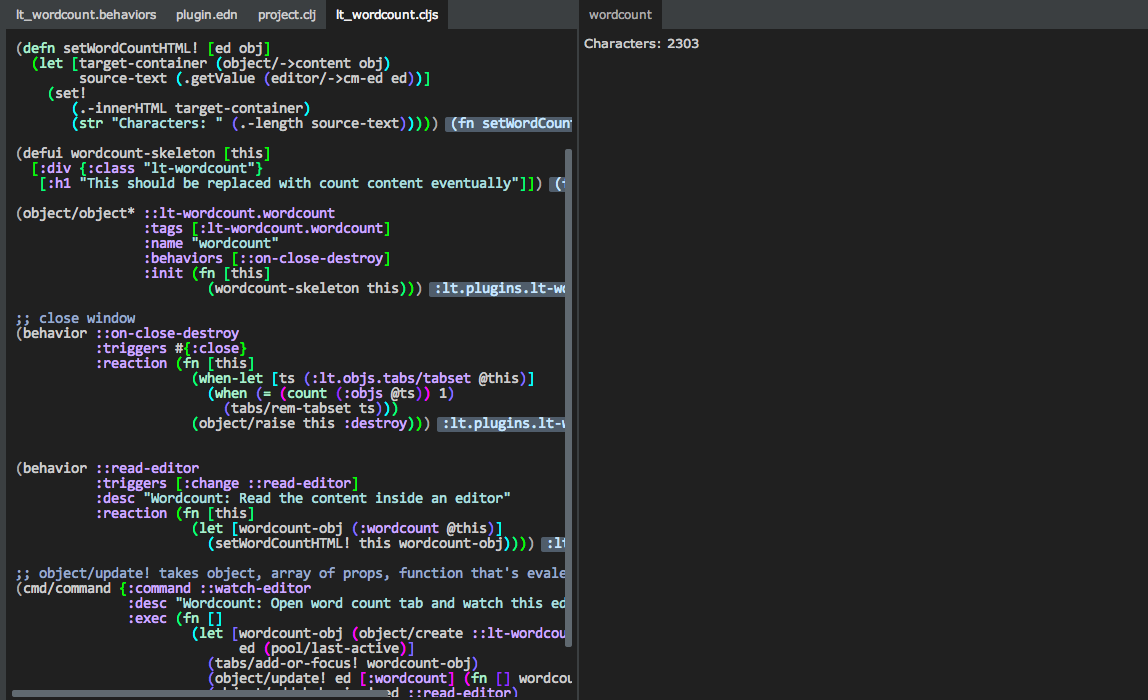 lt_wordcount.behaviors plugin.edn project.clj lt_wordcount.cljs
(defn setWordCountHTML! [ed obj]
  (let [target-container (object/->content obj)
        source-text (.getValue (editor/->cm-ed ed))]
    (set!
       (.-innerHTML target-container)
       (str "Characters: " (.-length source-text))))) (fn setWordCount
(defui wordcount-skeleton [this]
  [:div {:class "lt-wordcount"}
   [:h1 "This should be replaced with count content eventually"]]) (f
(object/object* ::lt-wordcount.wordcount
                :tags [:lt-wordcount.wordcount]
                :name "wordcount"
                :behaviors [::on-close-destroy]
                :init (fn [this]
                        (wordcount-skeleton this))) :lt.plugins.lt-wo
;; close window
(behavior ::on-close-destroy
          :triggers #{:close}
          :reaction (fn [this]
                      (when-let [ts (:lt.objs.tabs/tabset @this)]
                        (when (= (count (:objs @ts)) 1)
                          (tabs/rem-tabset ts)))
                      (object/raise this :destroy))) :lt.plugins.lt-w
(behavior ::read-editor
          :triggers [:change ::read-editor]
          :desc "Wordcount: Read the content inside an editor"
          :reaction (fn [this]
                      (let [wordcount-obj (:wordcount @this)]
                        (setWordCountHTML! this wordcount-obj)))) :lt
;; object/update! takes object, array of props, function that's evale
(cmd/command {:command ::watch-editor
              :desc "Wordcount: Open word count tab and watch this ed
              :exec (fn []
                      (let [wordcount-obj (object/create ::lt-wordcou
                            ed (pool/last-active)]
                        (tabs/add-or-focus! wordcount-obj)
                        (object/update! ed [:wordcount] (fn [] wordcou
                        ed ::read-editor)
wordcount
Characters: 2303